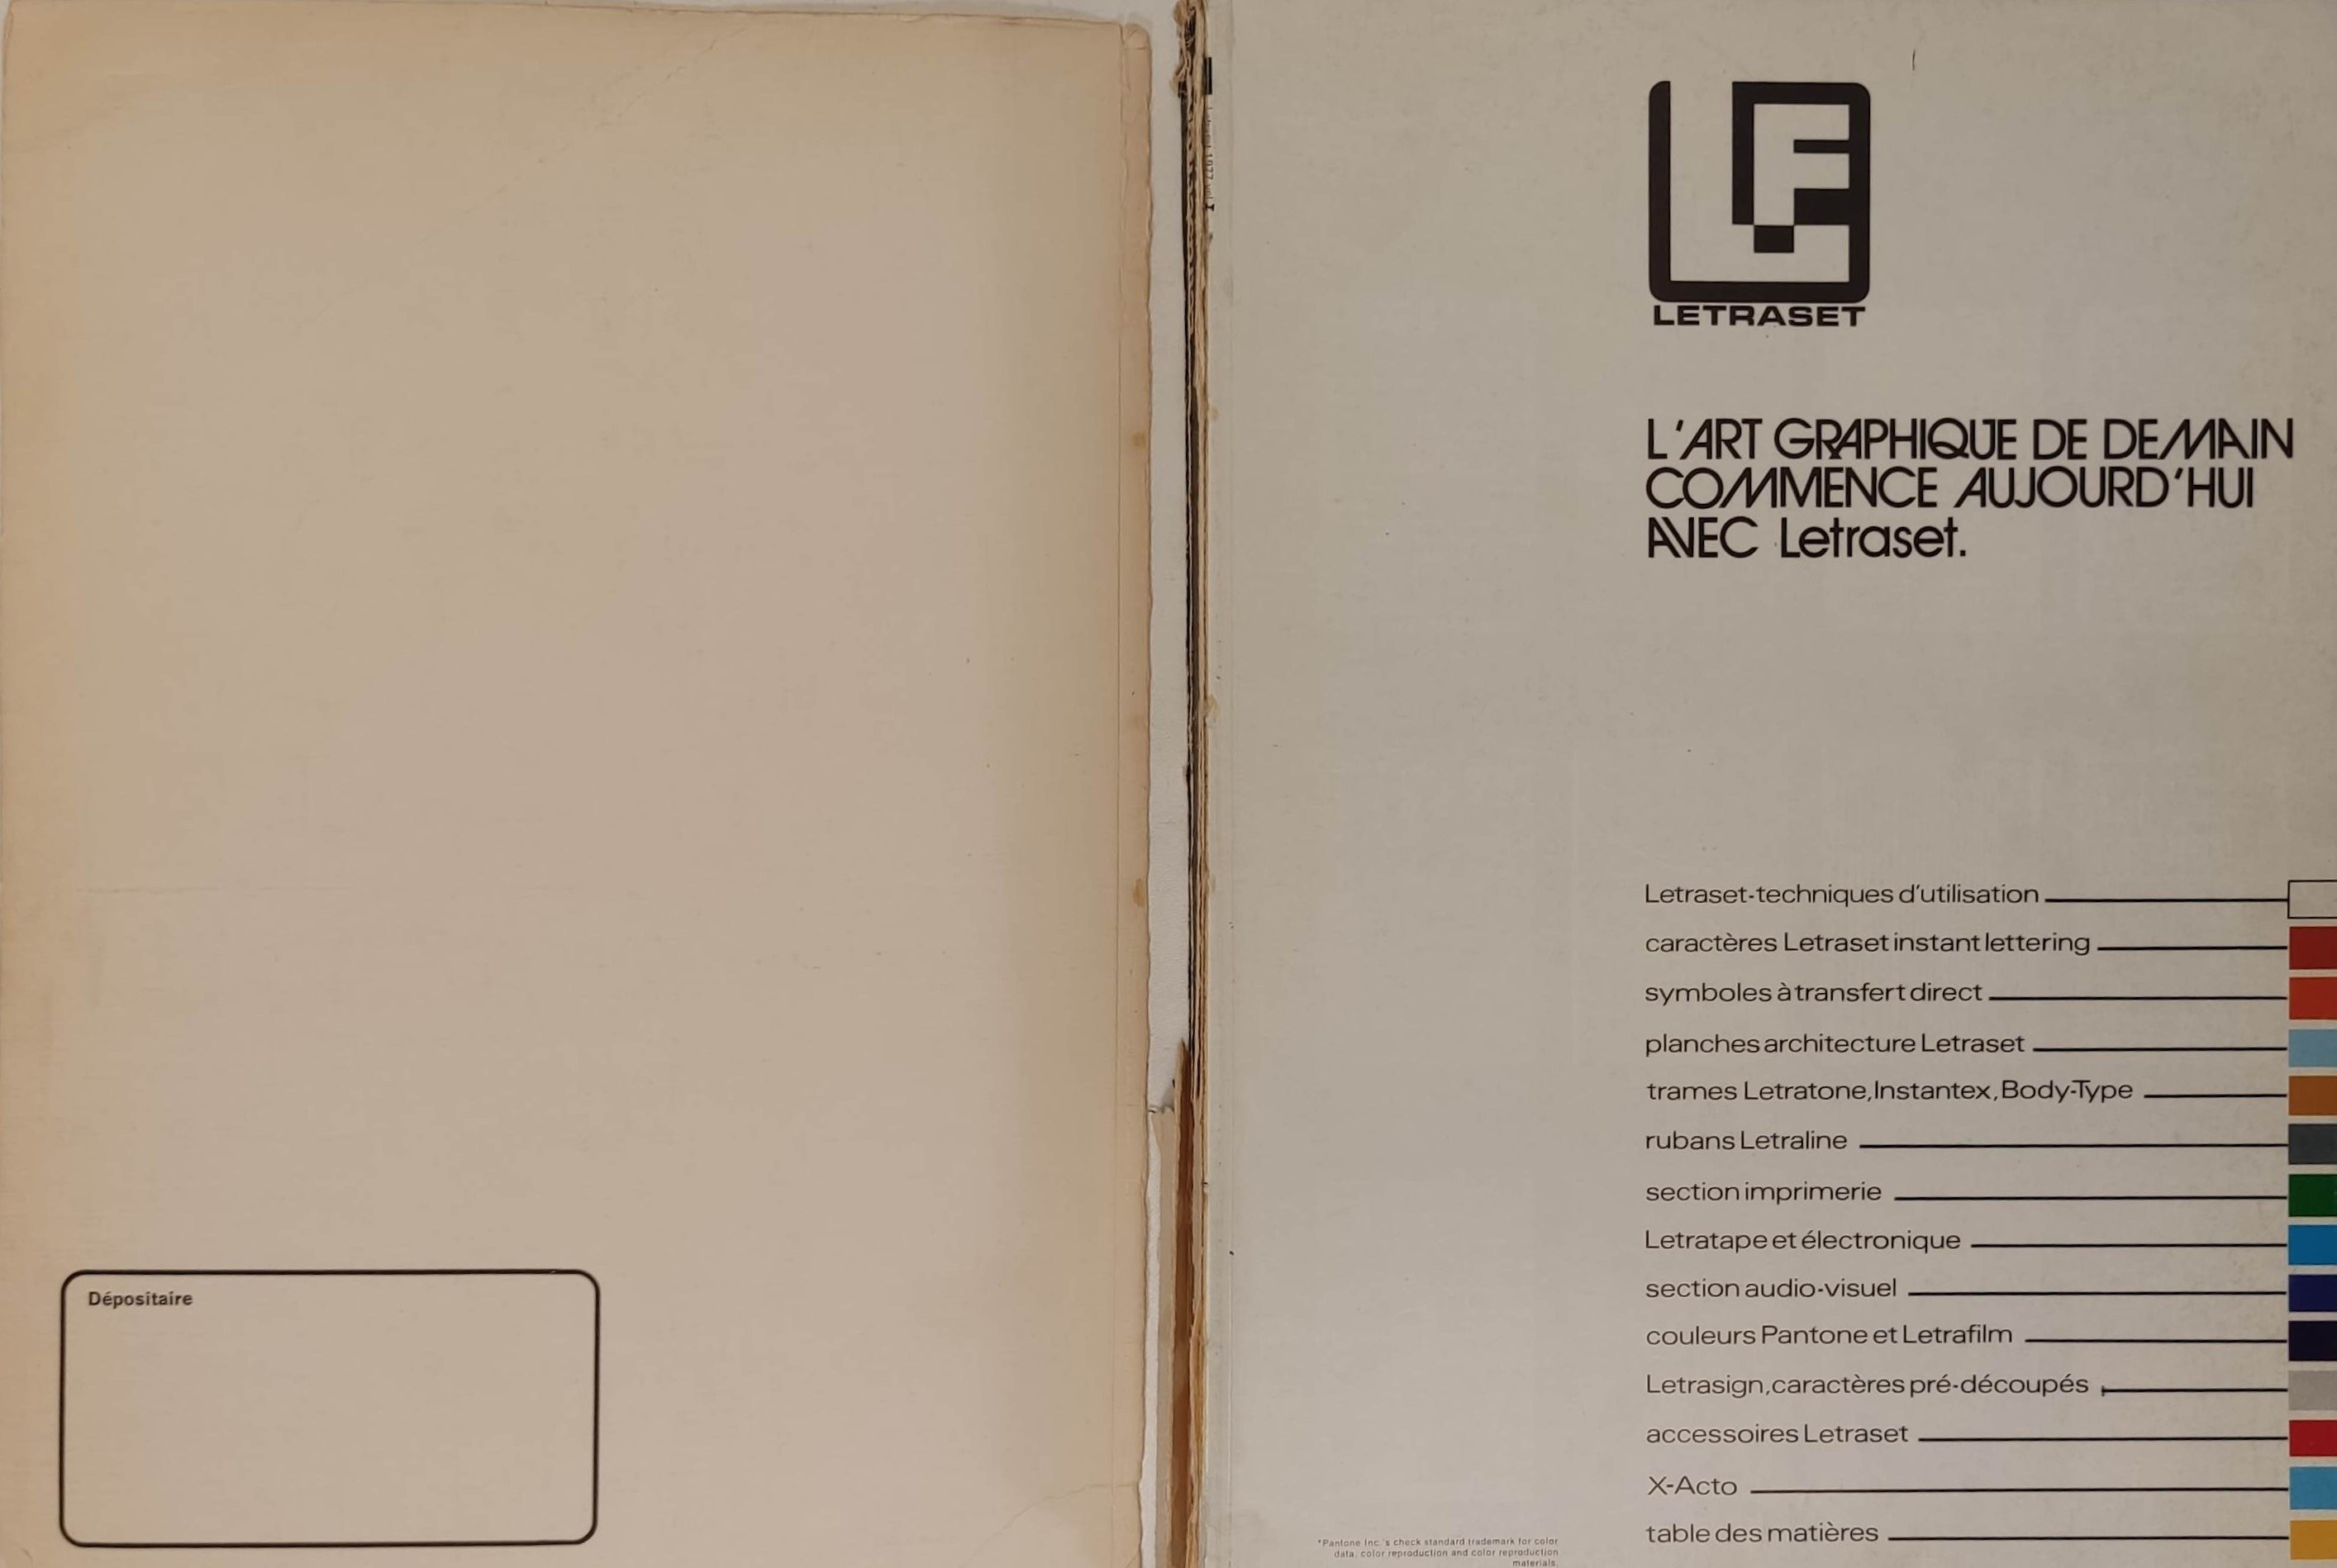 Dépositaire
LETRASET
L'ART GRAPHIQUE DE DEMAIN
COMMENCE AUJOURD'HUI
AVEC Letraset.
Letraset-techniques d'utilisation
caractères Letraset instant lettering
symboles à transfert direct
planches architecture Letraset
trames Letratone, Instantex, Body-Type
rubans Letraline
section imprimerie
Letratape et électronique
section audio-visuel
couleurs Pantone et Letrafilm
Letrasign, caractères pré-découpés
accessoires Letraset
X-Acto
table des matières
*Pantone Inc.'s check standard trademark for color
data, color reproduction and color reproduction
materials.